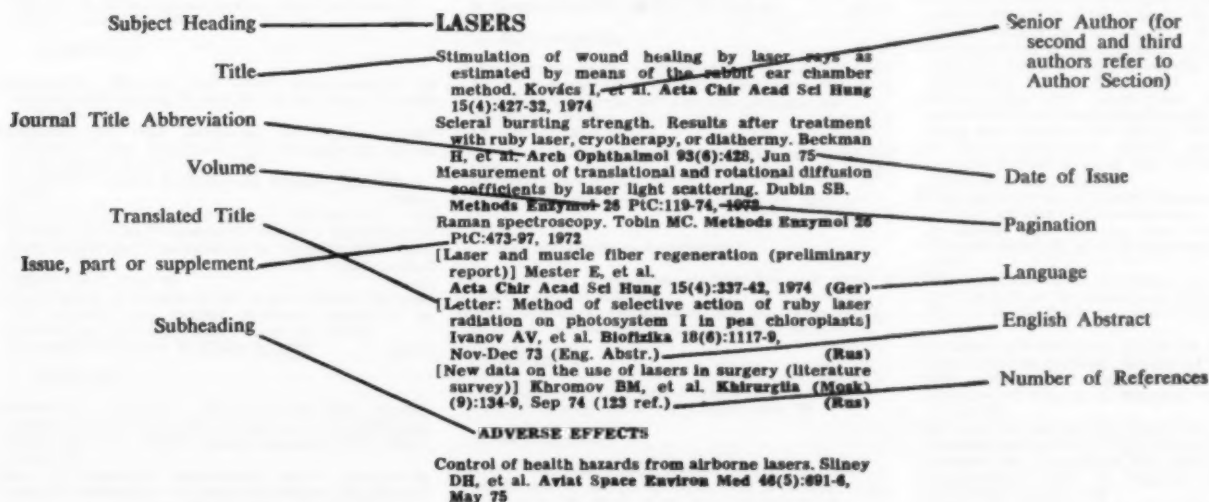 Subject Heading
Title
Journal Title Abbreviation
Volume
Translated Title
Issue, part or supplement
Subheading
LASERS
Stimulation of wound healing by laser rays as
estimated by means of the rabbit ear chamber
method. Kovács I, et al. Acta Chir Acad Sci Hung
15(4):427-32, 1974
Scleral bursting strength. Results after treatment
with ruby laser, cryotherapy, or diathermy. Beckman
H, et al. Arch Ophthalmol 93(6):428, Jun 75
Measurement of translational and rotational diffusion
coefficients by laser light scattering. Dubin SB.
Methods Enzymol 26 PtC:119-74, 1972
Raman spectroscopy. Tobin MC. Methods Enzymol 26
PtC:473-97, 1972
[Laser and muscle fiber regeneration (preliminary
report)] Mester E, et al.
Acta Chir Acad Sci Hung 15(4):337-42, 1974 (Ger)
[Letter: Method of selective action of ruby laser
radiation on photosystem I in pea chloroplasts]
Ivanov AV, et al. Biofizika 18(6):1117-9,
Nov-Dec 73 (Eng. Abstr.) (Rus)
[New data on the use of lasers in surgery (literature
survey)] Khromov BM, et al. Khirurgiia (Mosk)
(9):134-9, Sep 74 (123 ref.) (Rus)
ADVERSE EFFECTS
Control of health hazards from airborne lasers. Sliney
DH, et al. Aviat Space Environ Med 46(5):691-6,
May 75
Senior Author (for
second and third
authors refer to
Author Section)
Date of Issue
Pagination
Language
English Abstract
Number of References